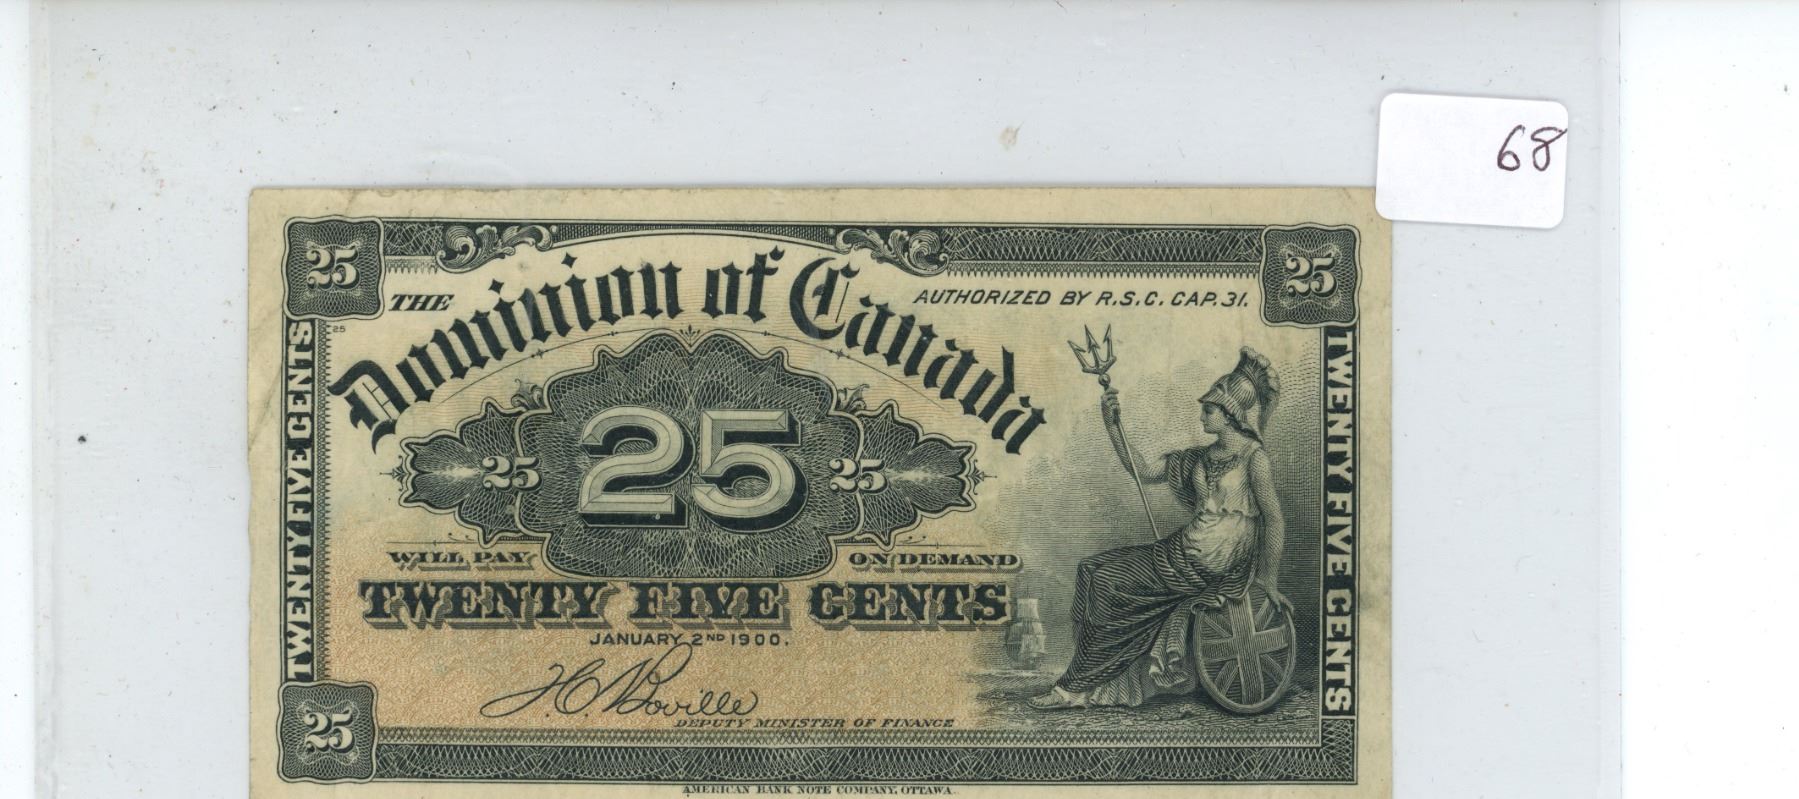 68
25
25
THE Dominion of Canada
AUTHORIZED BY R.S.C. CAP. 31.
25
TWENTY FIVE CENTS
TWENTY FIVE CENTS
25
25
25
WILL PAY
ON DEMAND
TWENTY FIVE CENTS
JANUARY 2ND 1900.
H C Boville
DEPUTY MINISTER OF FINANCE
25
AMERICAN BANK NOTE COMPANY, OTTAWA.